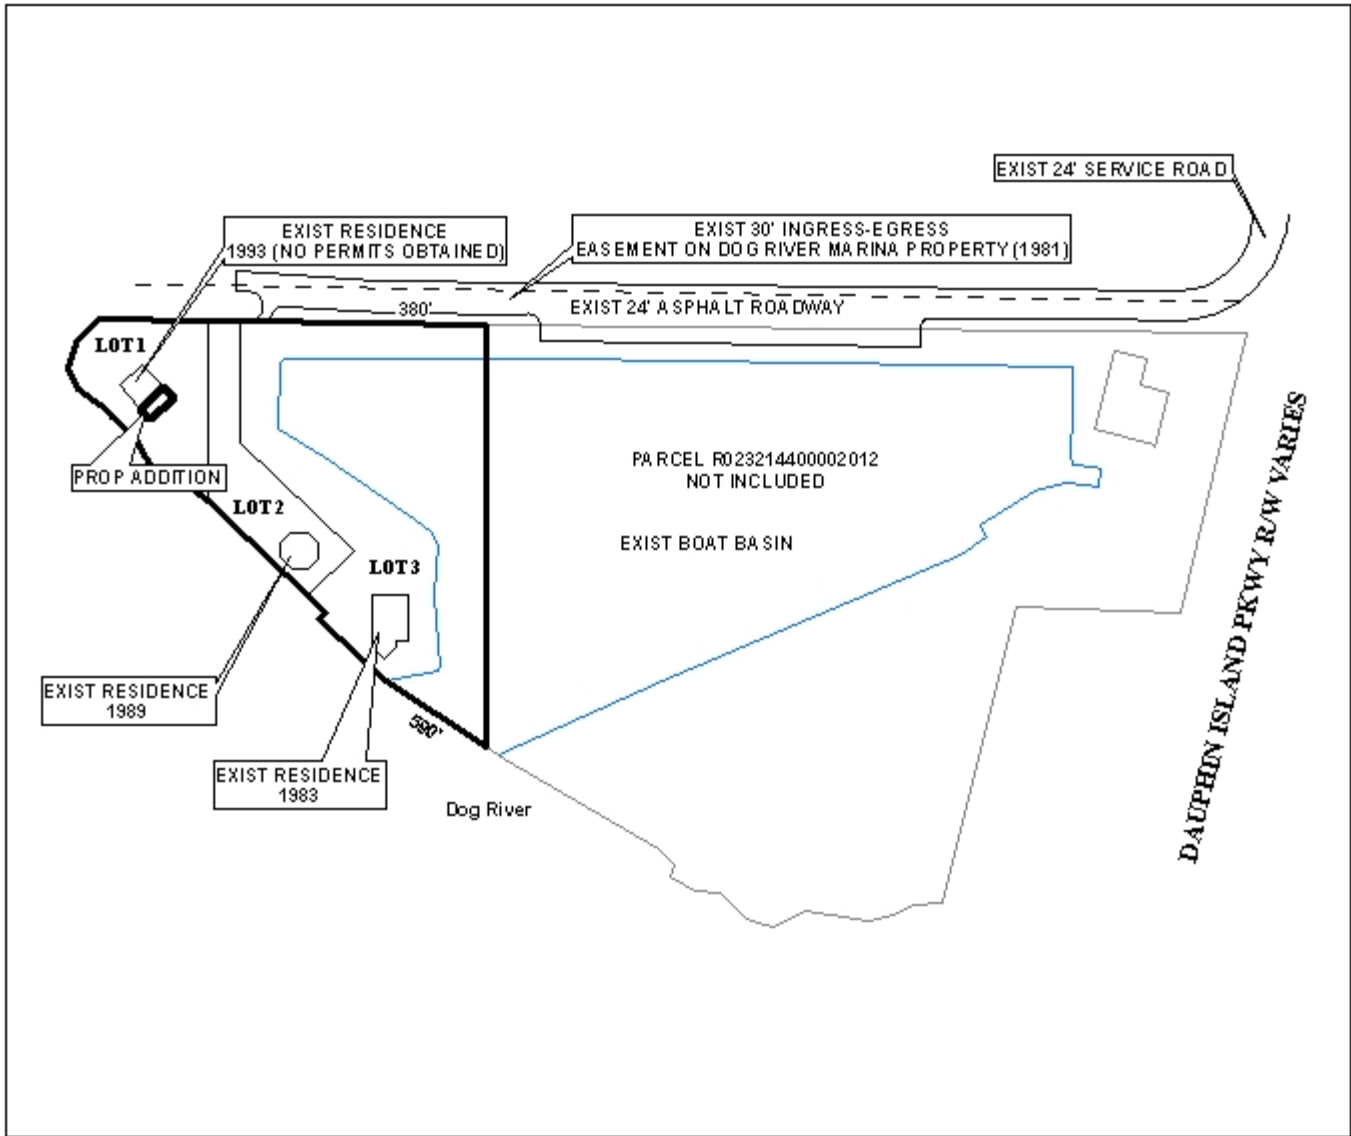 EXIST 24' SERVICE ROAD
EXIST RESIDENCE
1993 (NO PERMITS OBTAINED)
EXIST 30' INGRESS-EGRESS
EASEMENT ON DOG RIVER MARINA PROPERTY (1981)
380'
EXIST 24' ASPHALT ROADWAY
LOT 1
PROP ADDITION
LOT 2
LOT 3
PARCEL R023214400002012
NOT INCLUDED
EXIST BOAT BASIN
DAUPHIN ISLAND PKWY R/W VARIES
EXIST RESIDENCE
1989
590'
EXIST RESIDENCE
1983
Dog River